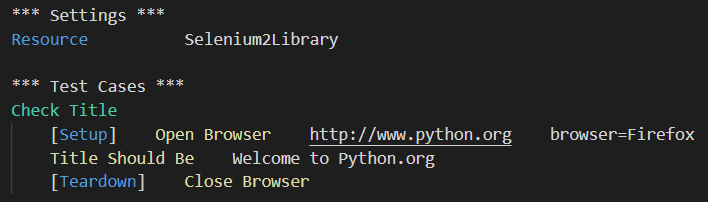 *** Settings ***
Resource          Selenium2Library
*** Test Cases ***
Check Title
    [Setup]    Open Browser    http://www.python.org    browser=Firefox
    Title Should Be    Welcome to Python.org
    [Teardown]    Close Browser